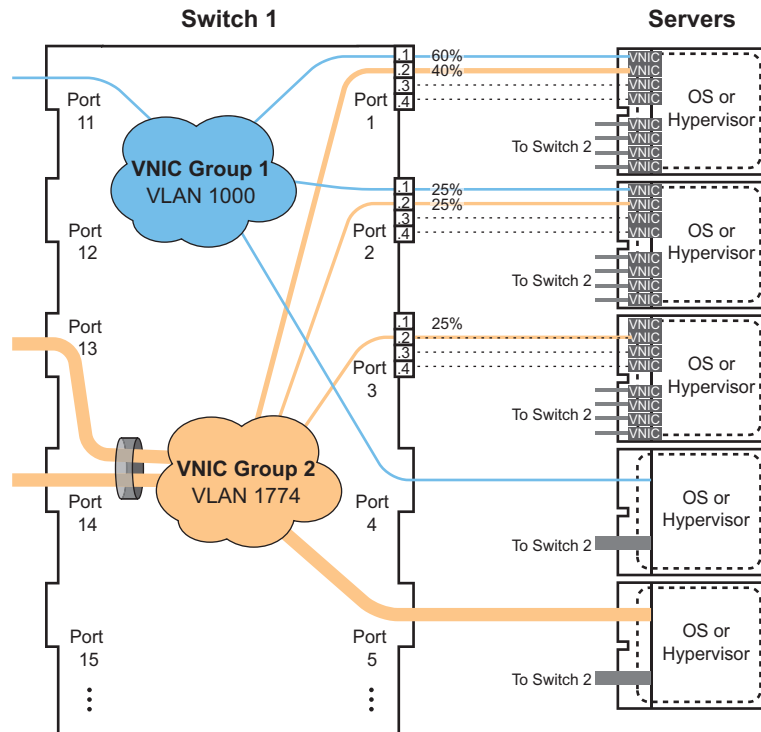 Switch 1
Servers
Port
11
VNIC Group 1
VLAN 1000
Port
12
Port
13
VNIC Group 2
VLAN 1774
Port
14
Port
15
Port
1
.1
.2
.3
.4
60%
40%
Port
2
.1
.2
.3
.4
25%
25%
Port
3
.1
.2
.3
.4
25%
Port
4
Port
5
VNIC
VNIC
VNIC
VNIC
To Switch 2
VNIC
VNIC
VNIC
VNIC
OS or
Hypervisor
VNIC
VNIC
VNIC
VNIC
To Switch 2
VNIC
VNIC
VNIC
VNIC
OS or
Hypervisor
VNIC
VNIC
VNIC
VNIC
To Switch 2
VNIC
VNIC
VNIC
VNIC
OS or
Hypervisor
To Switch 2
OS or
Hypervisor
To Switch 2
OS or
Hypervisor